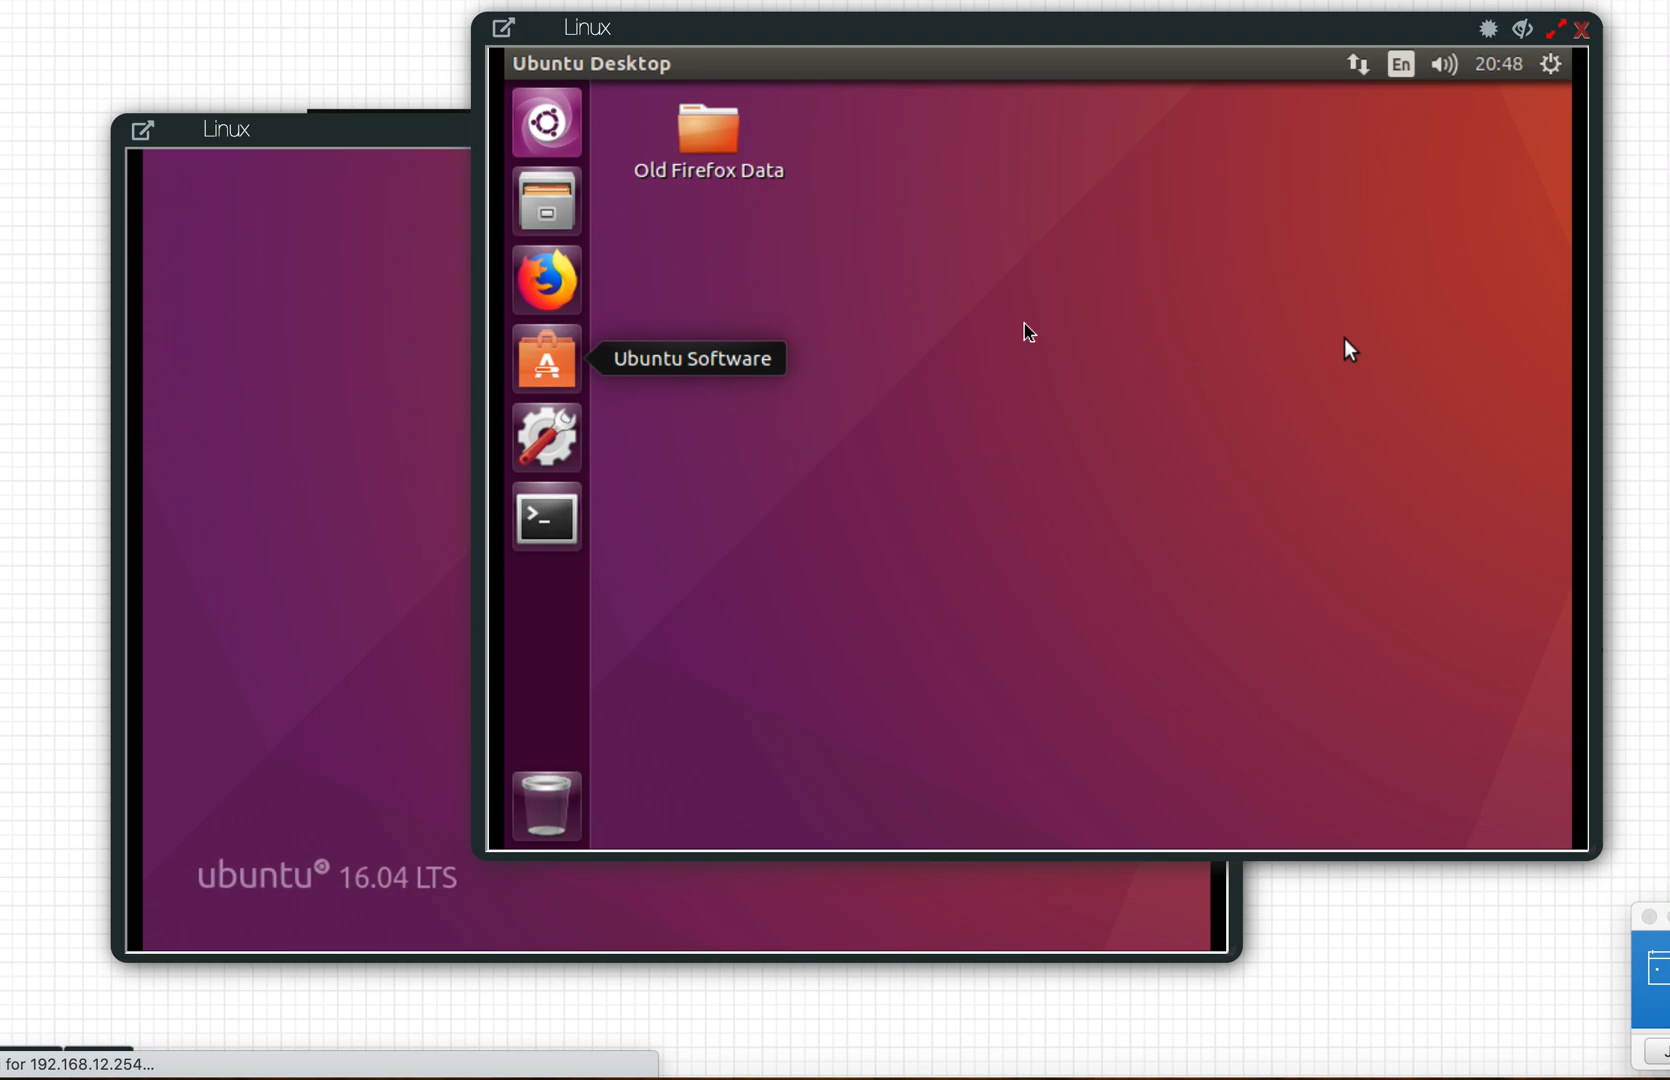 Linux
Ubuntu Desktop
En
20:48
Old Firefox Data
Linux
Ubuntu Software
ubuntu® 16.04 LTS
for 192.168.12.254...